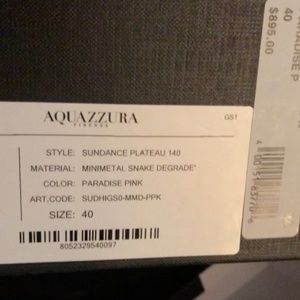 AQUAZZURA
FIRENZE
GS1
STYLE: SUNDANCE PLATEAU 140
MATERIAL: MINIMETAL SNAKE DEGRADE'
COLOR: PARADISE PINK
ART.CODE: SUDHIGS0-MMD-PPK
SIZE: 40
8052329540097
PARADISE P
40
$895.00